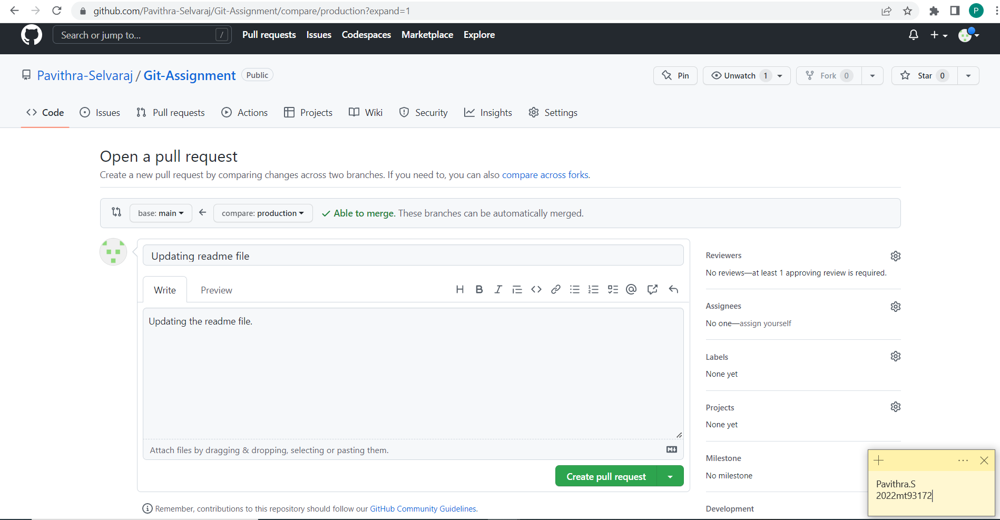 github.com/Pavithra-Selvaraj/Git-Assignment/compare/production?expand=1
P
Search or jump to...
/
Pull requests
Issues
Codespaces
Marketplace
Explore
Pavithra-Selvaraj / Git-Assignment
Public
Pin
Unwatch 1
Fork 0
Star 0
Code
Issues
Pull requests
Actions
Projects
Wiki
Security
Insights
Settings
Open a pull request
Create a new pull request by comparing changes across two branches. If you need to, you can also compare across forks.
base: main
compare: production
Able to merge. These branches can be automatically merged.
Updating readme file
Write
Preview
Updating the readme file.
Attach files by dragging & dropping, selecting or pasting them.
Create pull request
Remember, contributions to this repository should follow our GitHub Community Guidelines.
Reviewers
No reviews—at least 1 approving review is required.
Assignees
No one—assign yourself
Labels
None yet
Projects
None yet
Milestone
No milestone
Development
Pavithra.S
2022mt93172